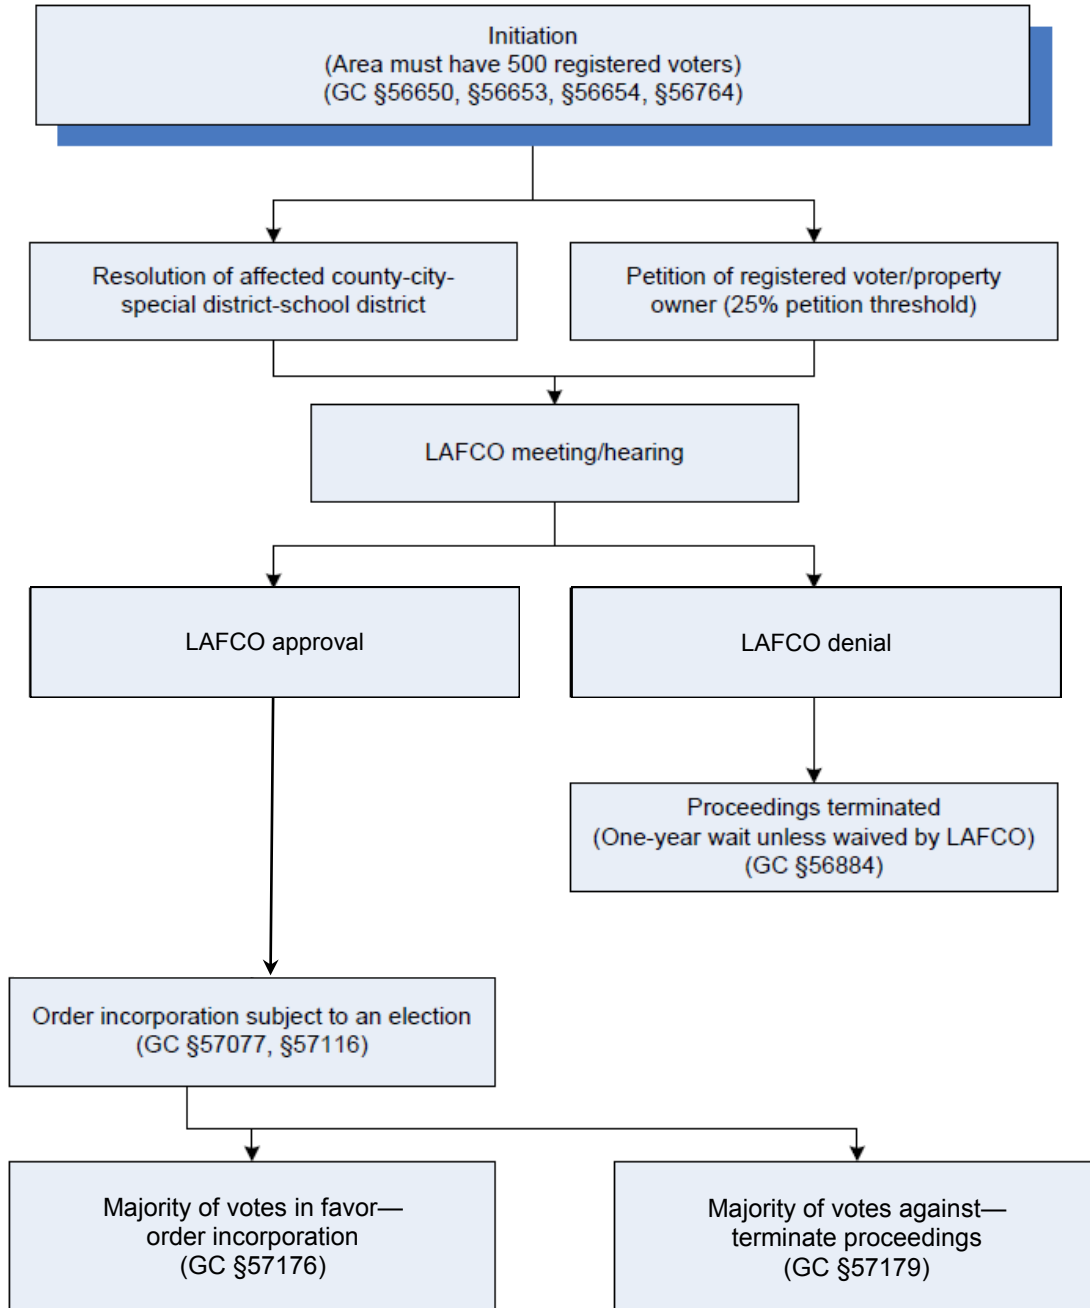 Initiation
(Area must have 500 registered voters)
(GC §56650, §56653, §56654, §56764)
Resolution of affected county-city-
special district-school district
Petition of registered voter/property
owner (25% petition threshold)
LAFCO meeting/hearing
LAFCO approval
LAFCO denial
Proceedings terminated
(One-year wait unless waived by LAFCO)
(GC §56884)
Order incorporation subject to an election
(GC §57077, §57116)
Majority of votes in favor—
order incorporation
(GC §57176)
Majority of votes against—
terminate proceedings
(GC §57179)